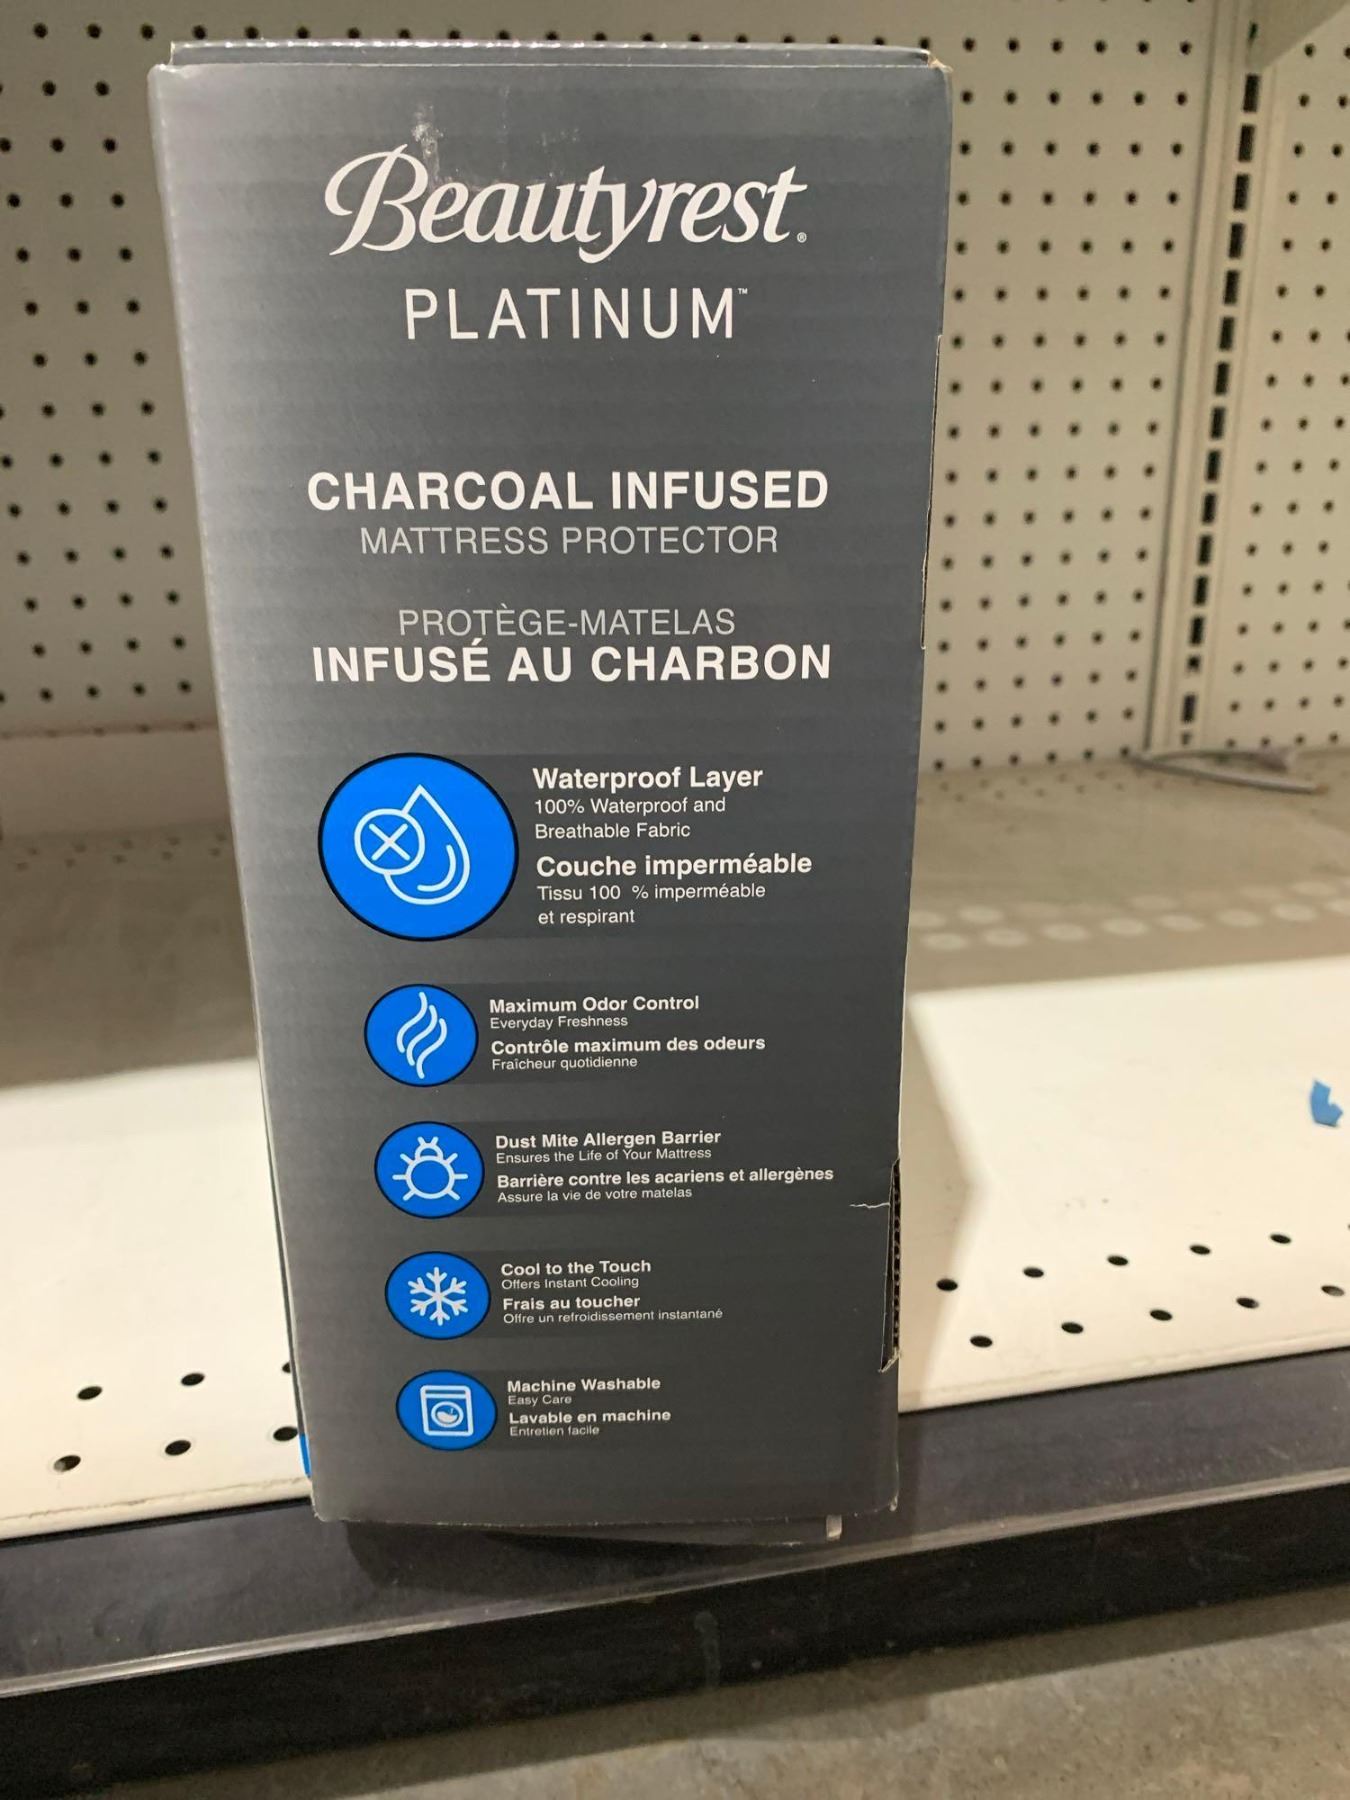 Beautyrest®
PLATINUM™
CHARCOAL INFUSED
MATTRESS PROTECTOR
PROTÈGE-MATELAS
INFUSÉ AU CHARBON
Waterproof Layer
100% Waterproof and
Breathable Fabric
Couche imperméable
Tissu 100 % imperméable
et respirant
Maximum Odor Control
Everyday Freshness
Contrôle maximum des odeurs
Fraîcheur quotidienne
Dust Mite Allergen Barrier
Ensures the Life of Your Mattress
Barrière contre les acariens et allergènes
Assure la vie de votre matelas
Cool to the Touch
Offers Instant Cooling
Frais au toucher
Offre un refroidissement instantané
Machine Washable
Easy Care
Lavable en machine
Entretien facile